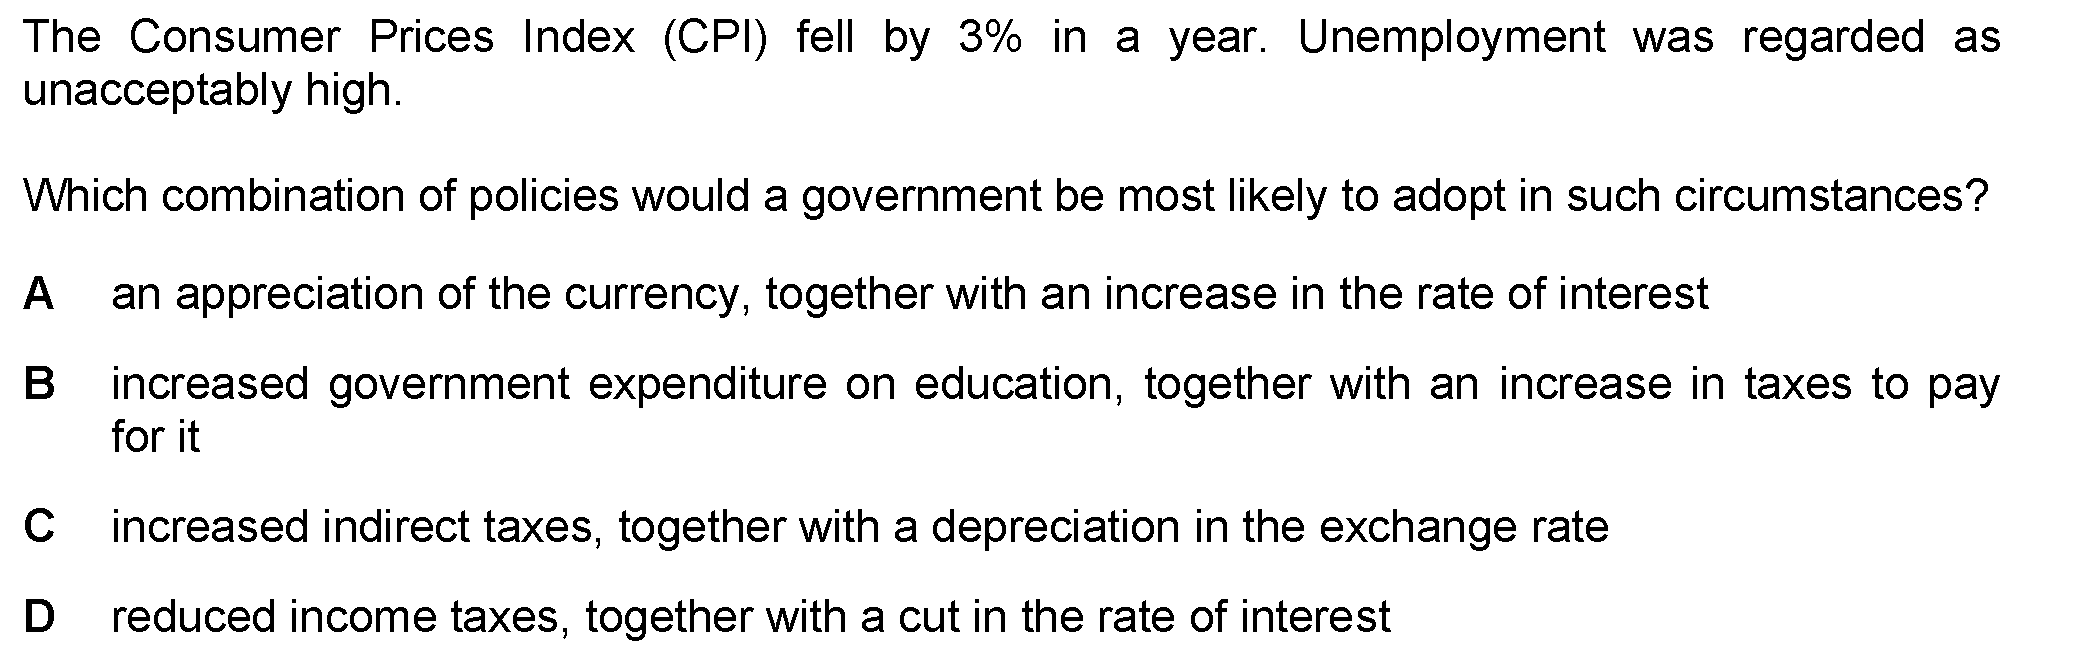 The Consumer Prices Index (CPI) fell by 3% in a year. Unemployment was regarded as
unacceptably high.
Which combination of policies would a government be most likely to adopt in such circumstances?
A an appreciation of the currency, together with an increase in the rate of interest
B increased government expenditure on education, together with an increase in taxes to pay
for it
C increased indirect taxes, together with a depreciation in the exchange rate
D reduced income taxes, together with a cut in the rate of interest